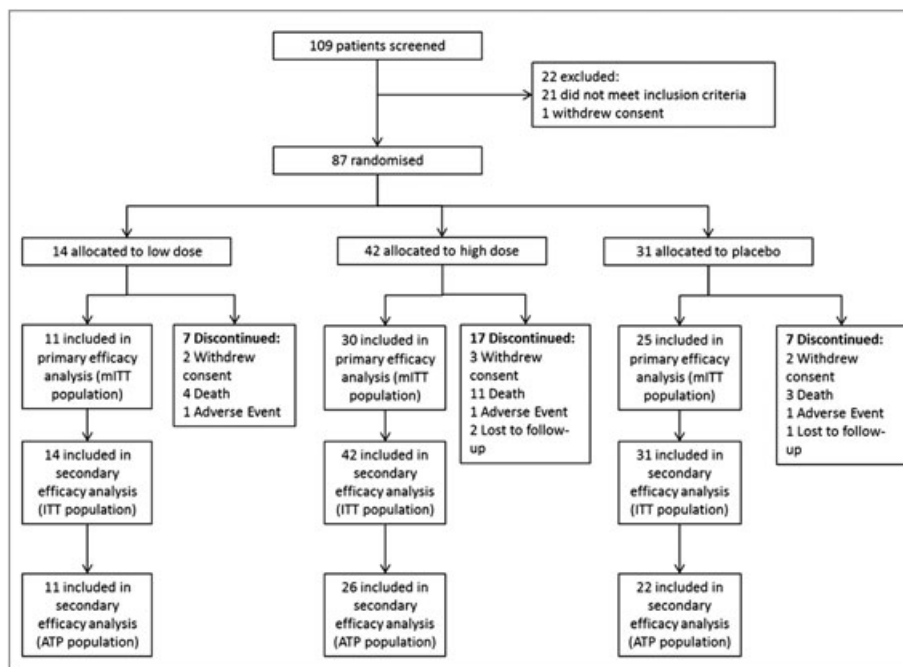 109 patients screened
22 excluded:
21 did not meet inclusion criteria
1 withdrew consent
87 randomised
14 allocated to low dose
42 allocated to high dose
31 allocated to placebo
11 included in
primary efficacy
analysis (mITT
population)
7 Discontinued:
2 Withdrew
consent
4 Death
1 Adverse Event
30 included in
primary efficacy
analysis (mITT
population)
17 Discontinued:
3 Withdrew
consent
11 Death
1 Adverse Event
2 Lost to follow-
up
25 included in
primary efficacy
analysis (mITT
population)
7 Discontinued:
2 Withdrew
consent
3 Death
1 Adverse Event
1 Lost to follow-
up
14 included in
secondary
efficacy analysis
(ITT population)
42 included in
secondary
efficacy analysis
(ITT population)
31 included in
secondary
efficacy analysis
(ITT population)
11 included in
secondary
efficacy analysis
(ATP population)
26 included in
secondary
efficacy analysis
(ATP population)
22 included in
secondary
efficacy analysis
(ATP population)